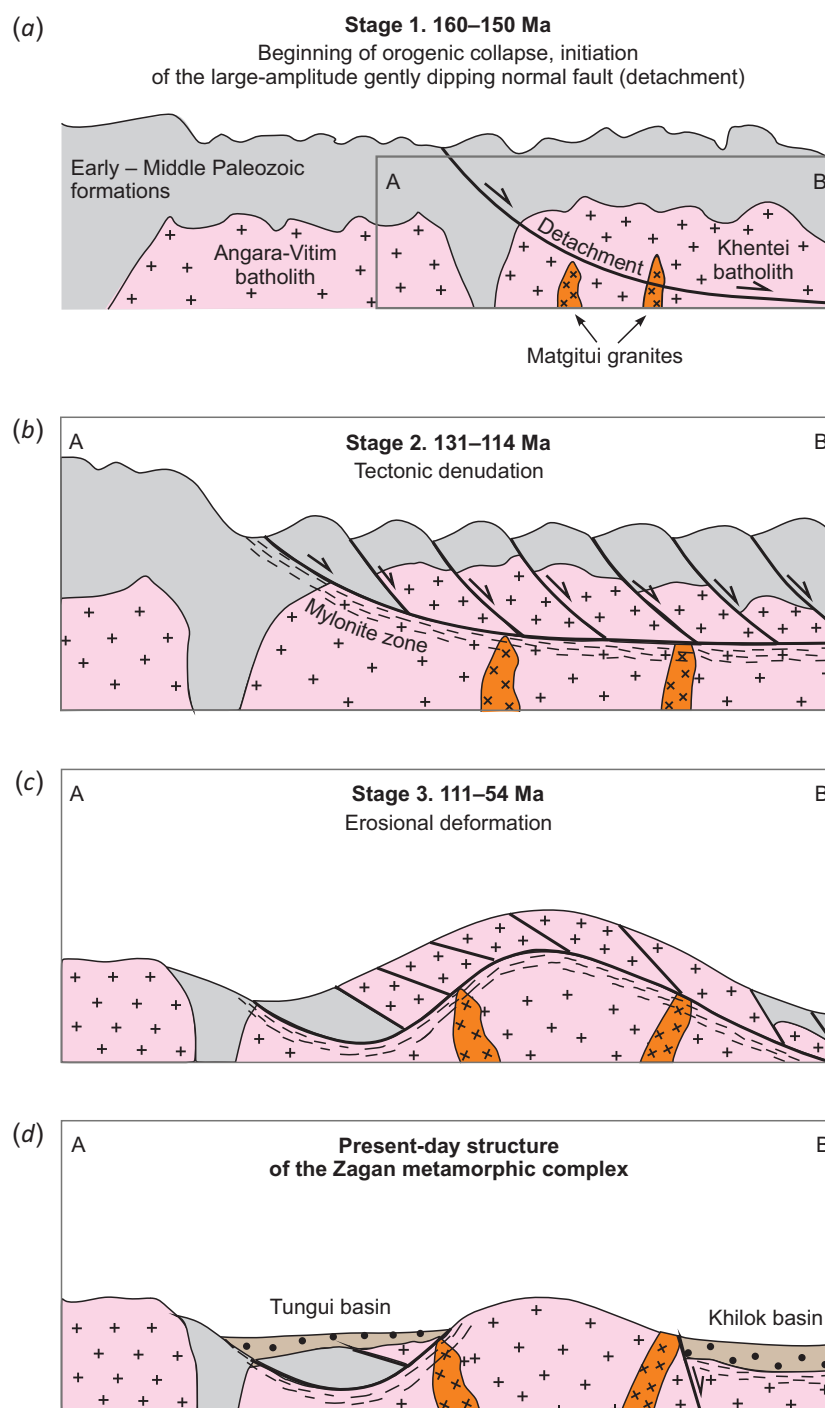 (a)
Stage 1. 160–150 Ma
Beginning of orogenic collapse, initiation
of the large-amplitude gently dipping normal fault (detachment)
Early – Middle Paleozoic
formations
A
B
Angara-Vitim
batholith
Detachment
Khentei
batholith
Matgitui granites
(b)
A
Stage 2. 131–114 Ma
B
Tectonic denudation
Mylonite zone
(c)
A
Stage 3. 111–54 Ma
B
Erosional deformation
(d)
A
Present-day structure
B
of the Zagan metamorphic complex
Tungui basin
Khilok basin